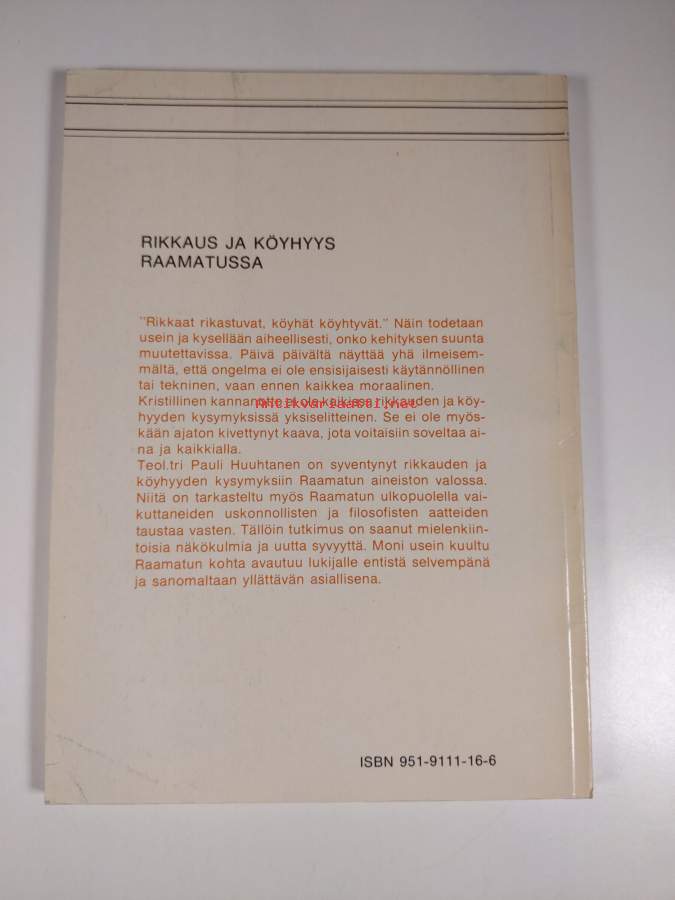 RIKKAUS JA KÖYHYYS
RAAMATUSSA
"Rikkaat rikastuvat, köyhät köyhtyvät." Näin todetaan
usein ja kysellään aiheellisesti, onko kehityksen suunta
muutettavissa. Päivä päivältä näyttää yhä ilmeisem-
mältä, että ongelma ei ole ensisijaisesti käytännöllinen
tai tekninen, vaan ennen kaikkea moraalinen.
Kristillinen kannanotto ei ole kaikissa rikkauden ja köy-
hyyden kysymyksissä yksiselitteinen. Se ei ole myös-
kään ajaton kivettynyt kaava, jota voitaisiin soveltaa ai-
na ja kaikkialla.
Teol.tri Pauli Huuhtanen on syventynyt rikkauden ja
köyhyyden kysymyksiin Raamatun aineiston valossa.
Niitä on tarkasteltu myös Raamatun ulkopuolella vai-
kuttaneiden uskonnollisten ja filosofisten aatteiden
taustaa vasten. Tällöin tutkimus on saanut mielenkiin-
toisia näkökulmia ja uutta syvyyttä. Moni usein kuultu
Raamatun kohta avautuu lukijalle entistä selvempänä
ja sanomaltaan yllättävän asiallisena.
ISBN 951-9111-16-6